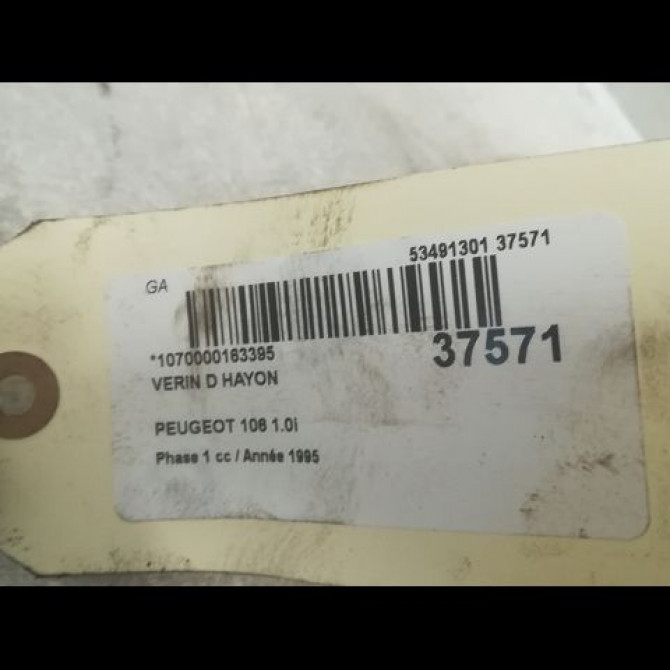 53491301 37571
GA
*1070000163395
37571
VERIN D HAYON
PEUGEOT 106 1.0i
Phase 1 cc / Année 1995